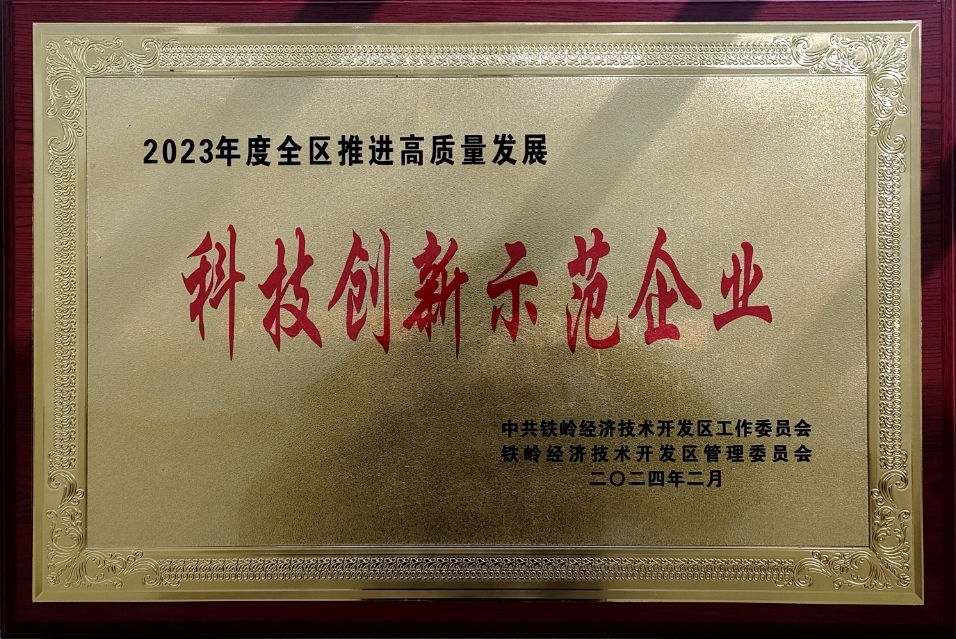 2023年度全区推进高质量发展
科技创新示范企业
中共铁岭经济技术开发区工作委员会
铁岭经济技术开发区管理委员会
二〇二四年二月